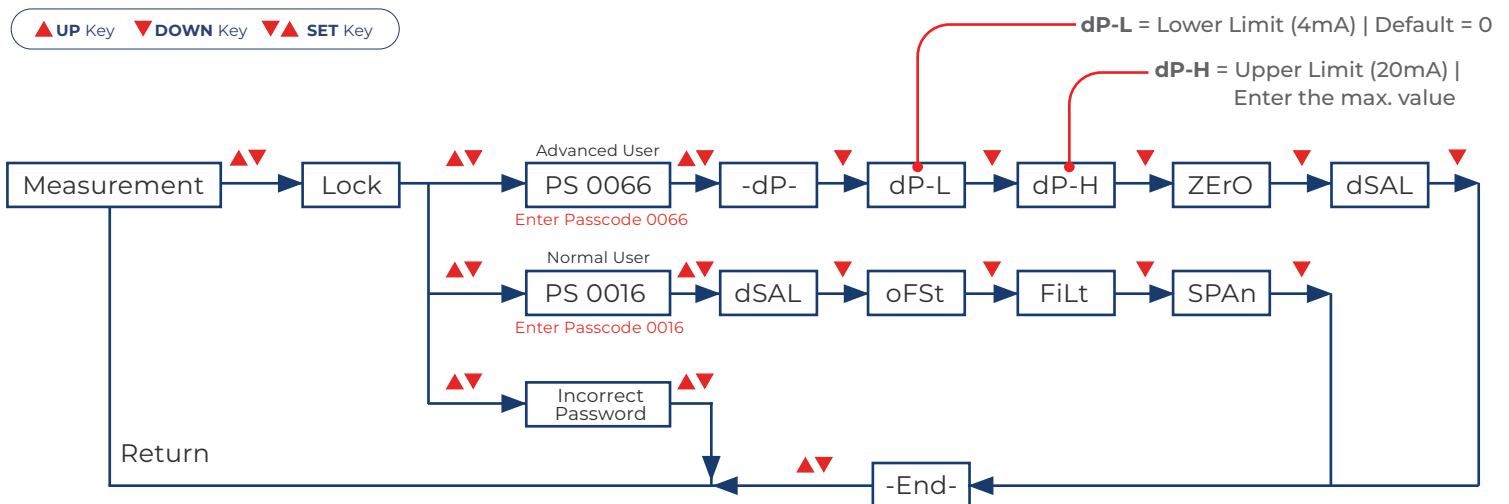 UP Key DOWN Key SET Key
dP-L = Lower Limit (4mA) | Default = 0
dP-H = Upper Limit (20mA) |
Enter the max. value
Measurement
Lock
Advanced User
PS 0066
Enter Passcode 0066
-dP-
dP-L
dP-H
ZErO
dSAL
Normal User
PS 0016
Enter Passcode 0016
dSAL
oFSt
FiLt
SPAn
Incorrect
Password
Return
-End-